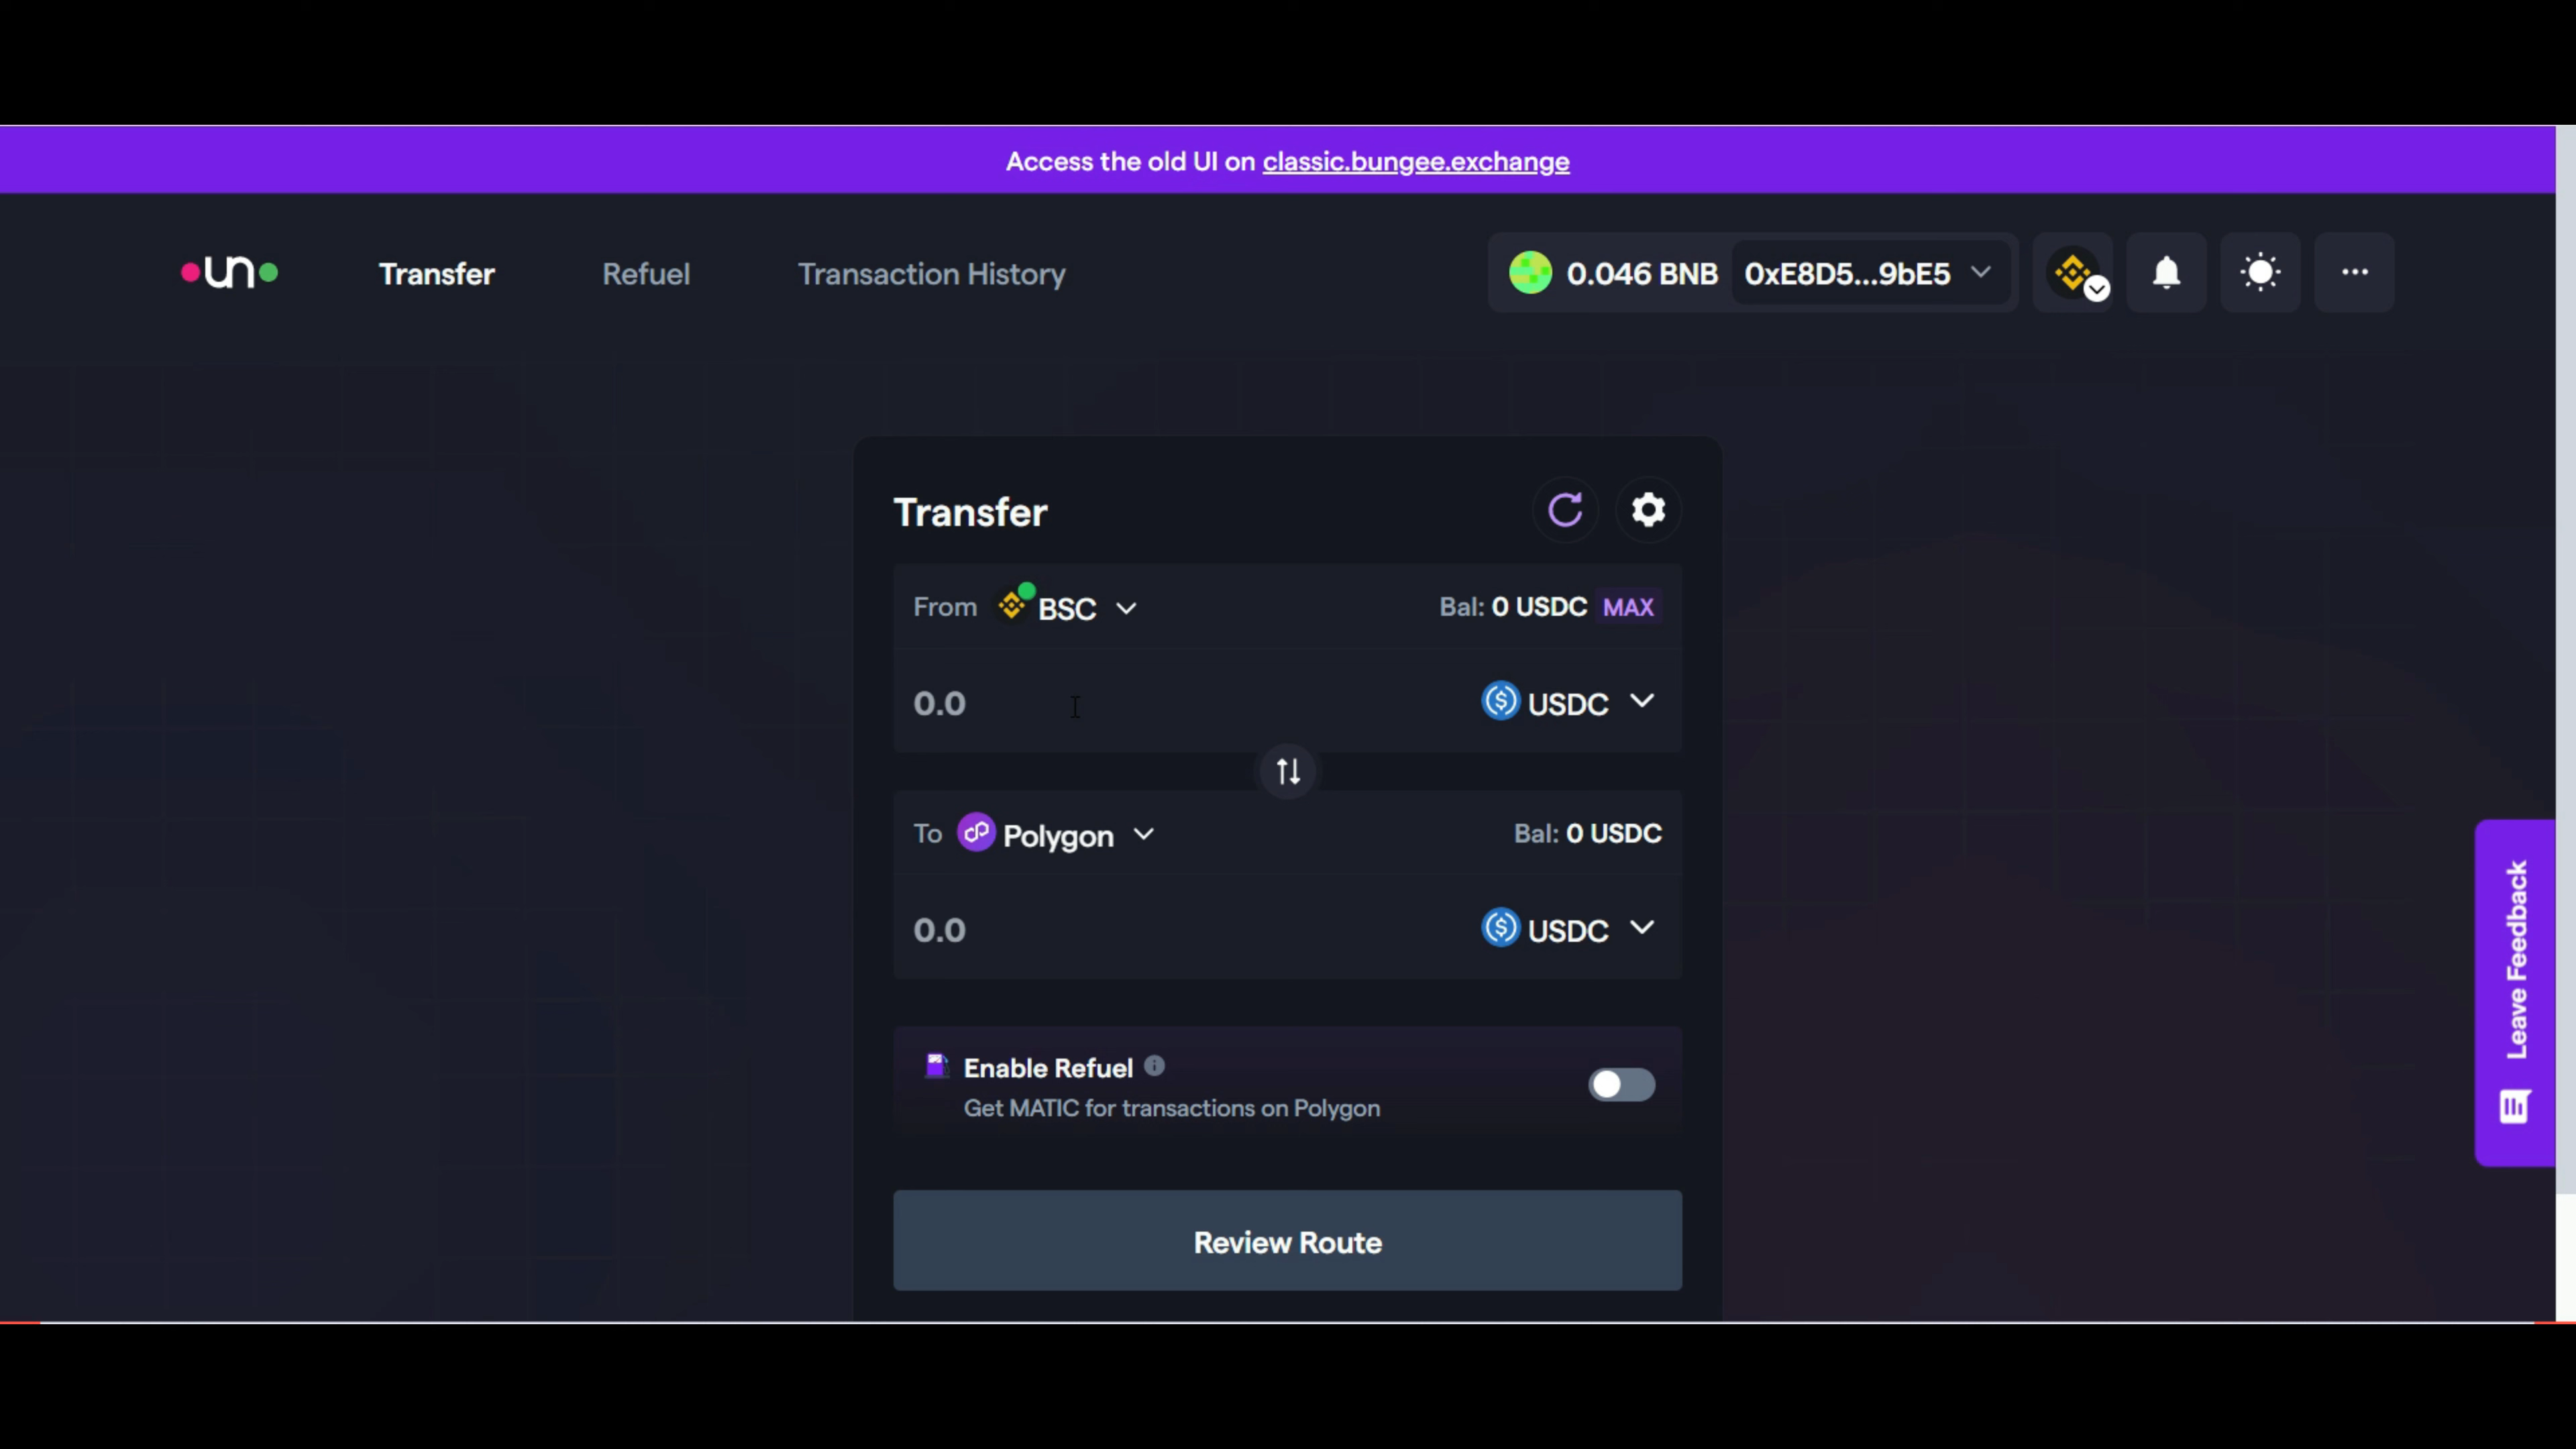 Access the old UI on classic.bungee.exchange
un
Transfer
Refuel
Transaction History
0.046 BNB
0xE8D5...9bE5
Transfer
From BSC
Bal: 0 USDC MAX
0.0
USDC
To Polygon
Bal: 0 USDC
0.0
USDC
Enable Refuel
Get MATIC for transactions on Polygon
Review Route
Leave Feedback